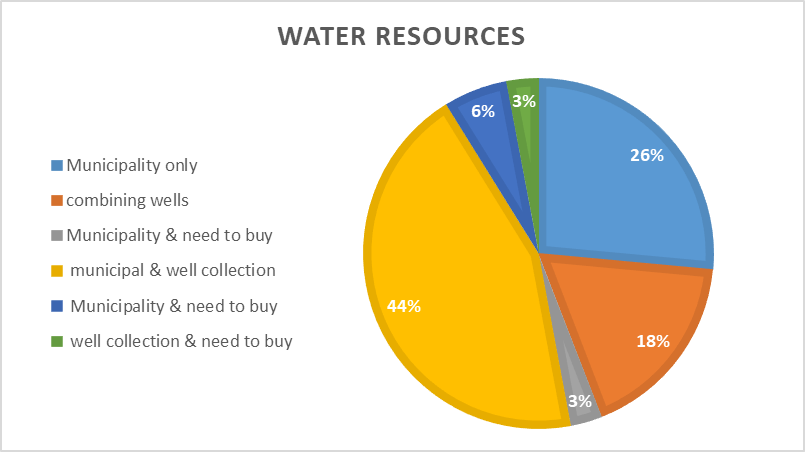 WATER RESOURCES
Municipality only
combining wells
Municipality & need to buy
municipal & well collection
Municipality & need to buy
well collection & need to buy
26%
18%
3%
44%
6%
3%